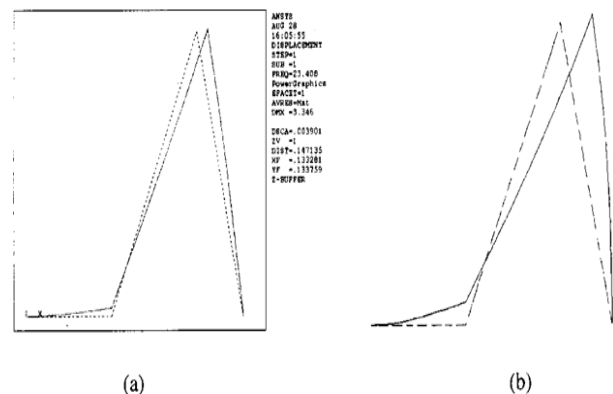 ANSYS
AUG 28
16:05:55
DISPLACEMENT
STEP=1
SUB =1
FREQ=23.408
PowerGraphics
EFACET=1
AVRES=Mat
DMX =3.346
DSCA=.003901
ZV =1
DIST=.147135
XF =.133281
YF =.133759
Z-BUFFER
X
(a)
(b)